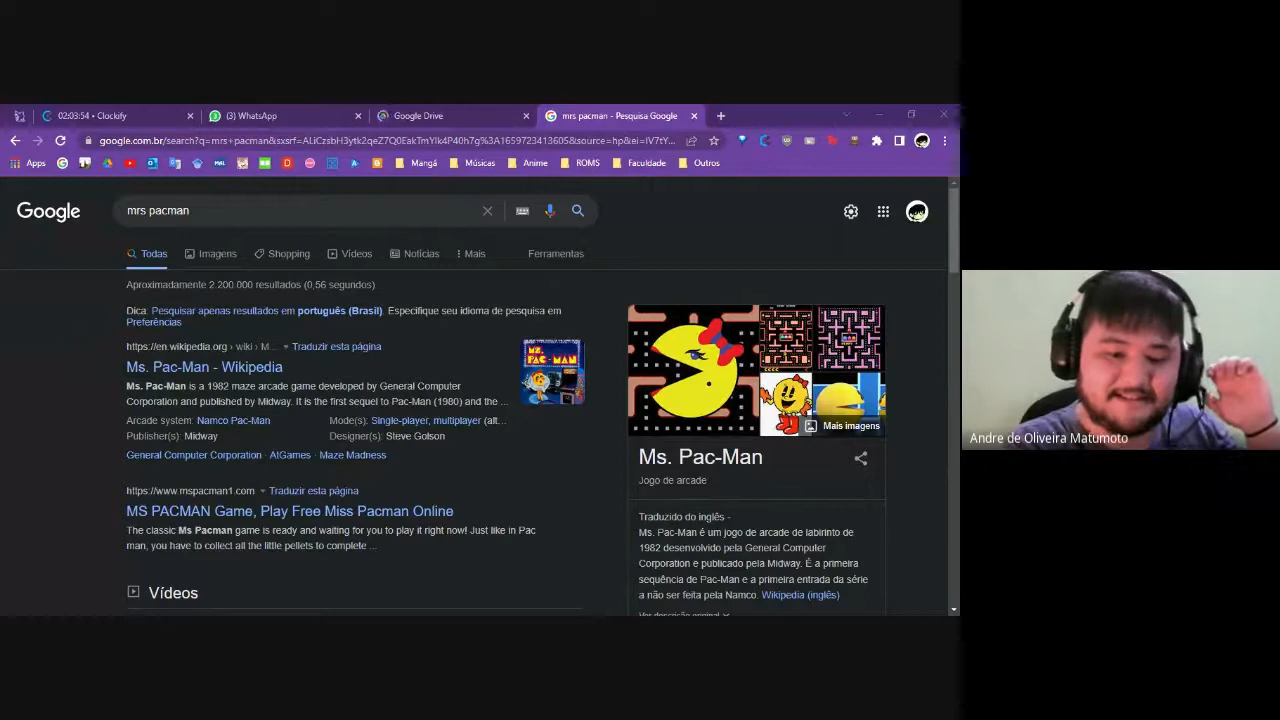 02:03:54 • Clockify
(3) WhatsApp
Google Drive
mrs pacman - Pesquisa Google
Apps
Mangá
Músicas
Anime
ROMS
Faculdade
Outros
Google
mrs pacman
Todas
Imagens
Shopping
Vídeos
Notícias
Mais
Ferramentas
Aproximadamente 2.200.000 resultados (0,56 segundos)
Dica: Pesquisar apenas resultados em português (Brasil). Especifique seu idioma de pesquisa em
Preferências
https://en.wikipedia.org › wiki › M... Traduzir esta página
Ms. Pac-Man - Wikipedia
Ms. Pac-Man is a 1982 maze arcade game developed by General Computer
Corporation and published by Midway. It is the first sequel to Pac-Man (1980) and the ...
Arcade system: Namco Pac-Man
Mode(s): Single-player, multiplayer (alt...
Publisher(s): Midway
Designer(s): Steve Golson
General Computer Corporation · AtGames · Maze Madness
https://www.mspacman1.com Traduzir esta página
MS PACMAN Game, Play Free Miss Pacman Online
The classic Ms Pacman game is ready and waiting for you to play it right now! Just like in Pac
man, you have to collect all the little pellets to complete ...
Vídeos
MS. PAC-MAN
Mais imagens
Ms. Pac-Man
Jogo de arcade
Traduzido do inglês -
Ms. Pac-Man é um jogo de arcade de labirinto de
1982 desenvolvido pela General Computer
Corporation e publicado pela Midway. É a primeira
sequência de Pac-Man e a primeira entrada da série
a não ser feita pela Namco. Wikipedia (inglês)
Ver descrição original
Andre de Oliveira Matumoto